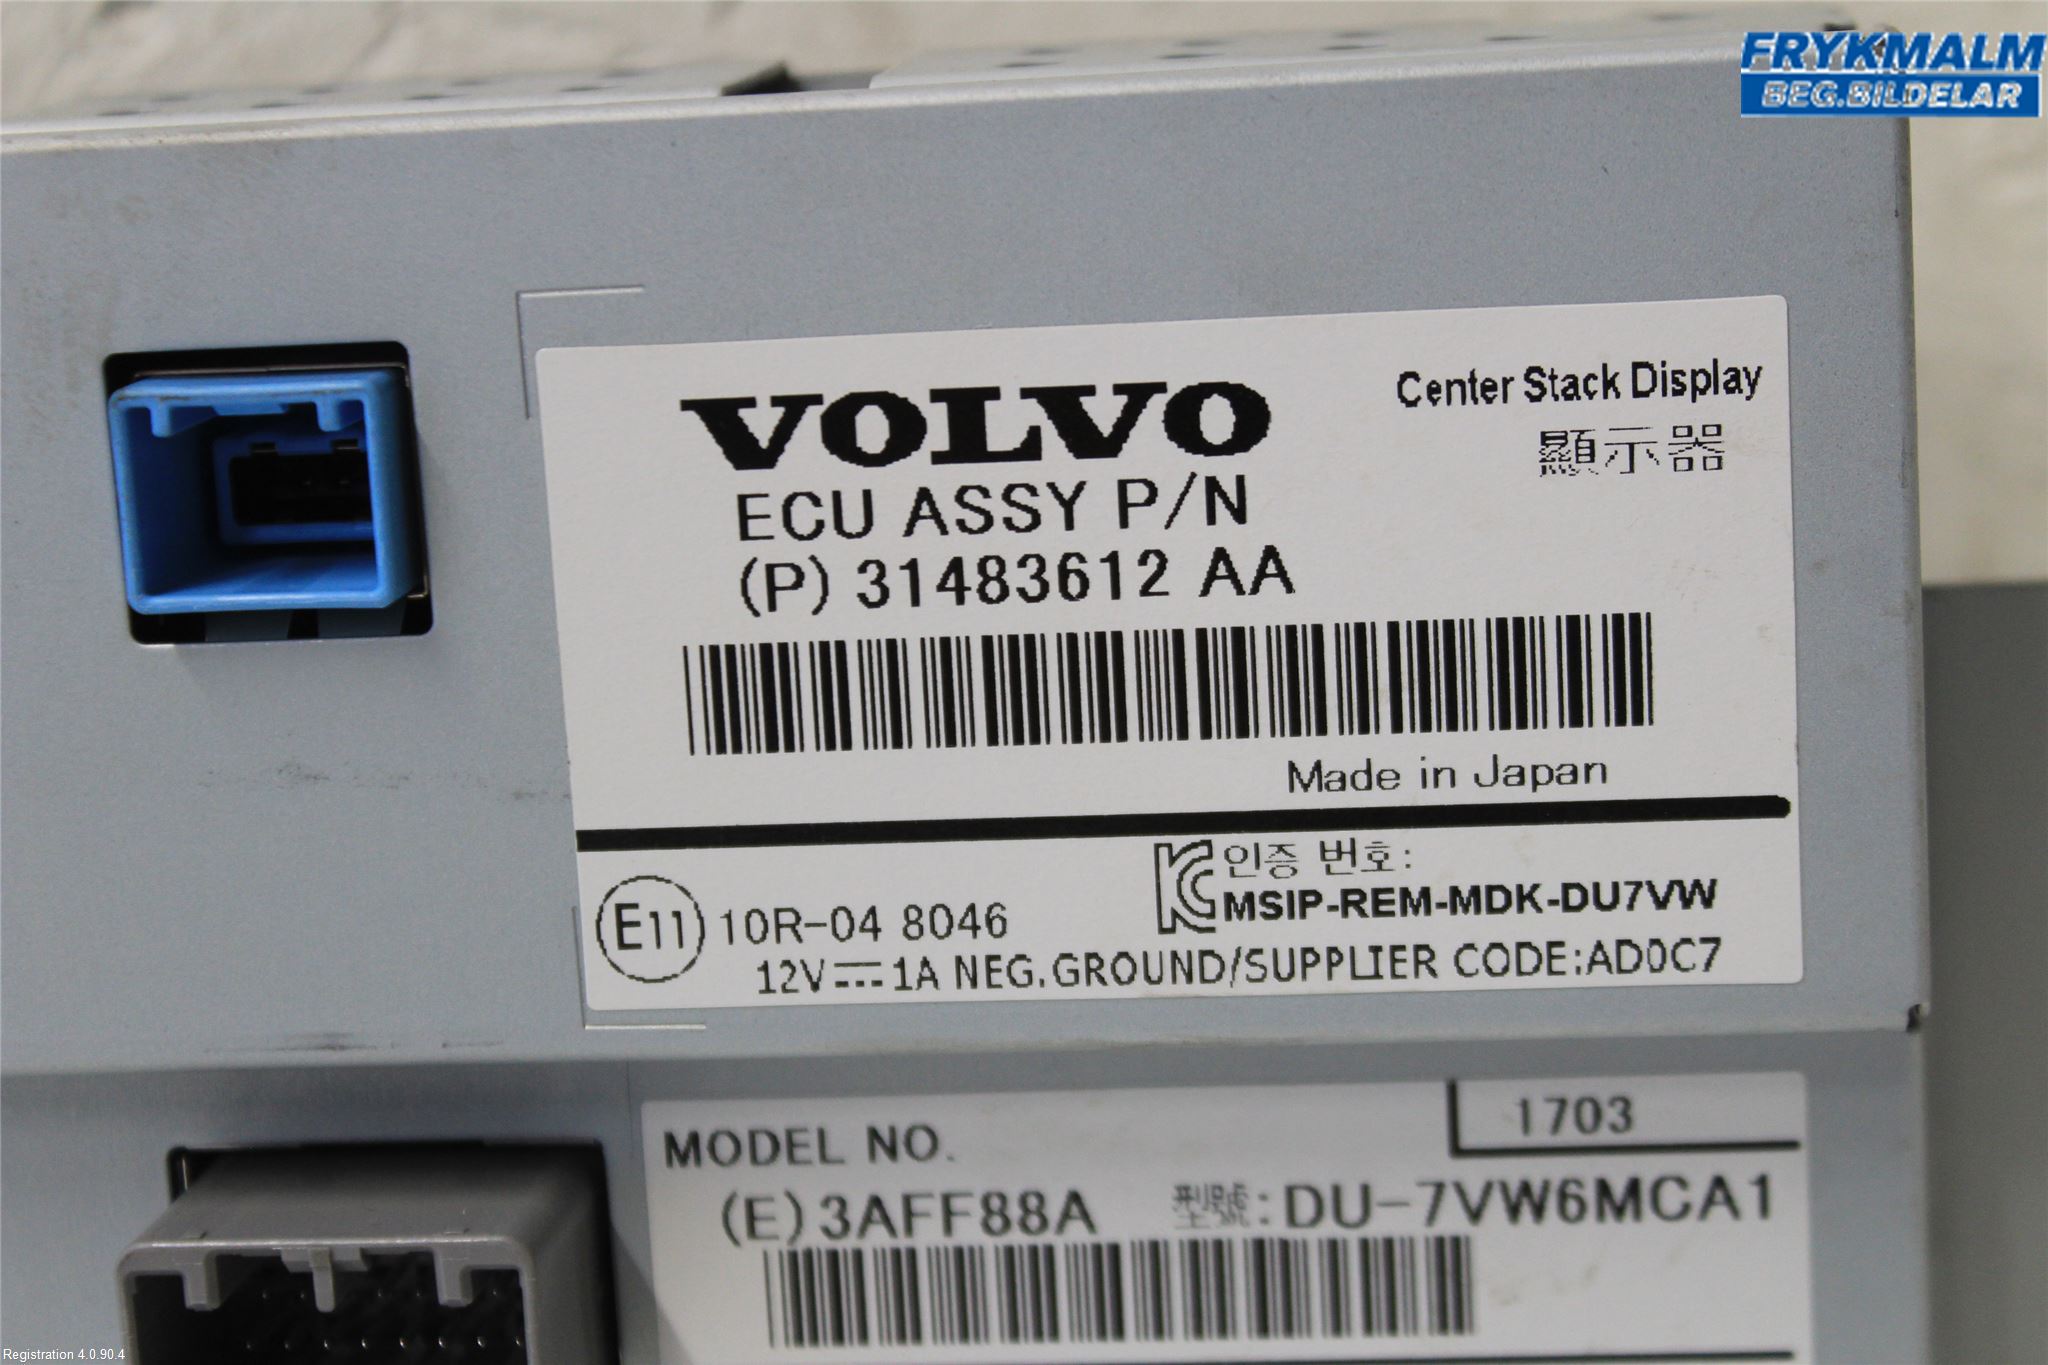 FRYKMALM
BEG.BILDELAR
VOLVO
Center Stack Display
顯示器
ECU ASSY P/N
(P) 31483612 AA
Made in Japan
E11 10R-04 8046
인증 번호:
MSIP-REM-MDK-DU7VW
12V 1A NEG.GROUND/SUPPLIER CODE:AD0C7
1703
MODEL NO.
(E) 3AFF88A 型號: DU-7VW6MCA1
Registration 4.0.90.4